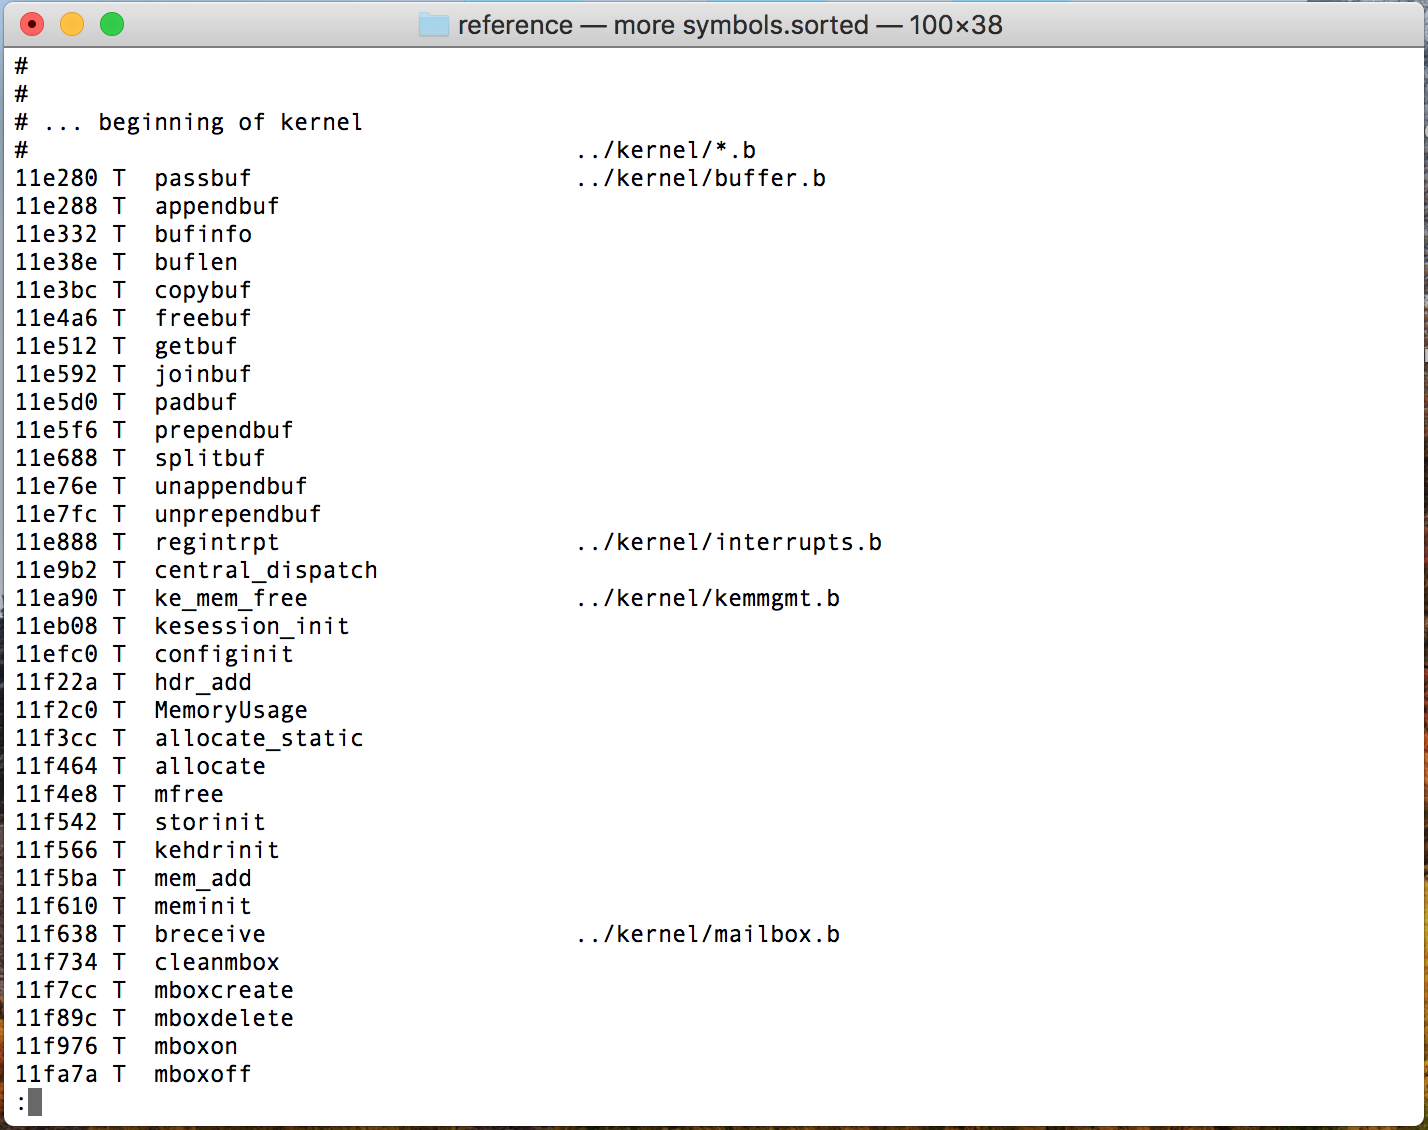 reference — more symbols.sorted — 100×38
#
#
# ... beginning of kernel
#                                       ../kernel/*.b
11e280 T  passbuf                       ../kernel/buffer.b
11e288 T  appendbuf
11e332 T  bufinfo
11e38e T  buflen
11e3bc T  copybuf
11e4a6 T  freebuf
11e512 T  getbuf
11e592 T  joinbuf
11e5d0 T  padbuf
11e5f6 T  prependbuf
11e688 T  splitbuf
11e76e T  unappendbuf
11e7fc T  unprependbuf
11e888 T  regintrpt                     ../kernel/interrupts.b
11e9b2 T  central_dispatch
11ea90 T  ke_mem_free                   ../kernel/kemmgmt.b
11eb08 T  kesession_init
11efc0 T  configinit
11f22a T  hdr_add
11f2c0 T  MemoryUsage
11f3cc T  allocate_static
11f464 T  allocate
11f4e8 T  mfree
11f542 T  storinit
11f566 T  kehdrinit
11f5ba T  mem_add
11f610 T  meminit
11f638 T  breceive                      ../kernel/mailbox.b
11f734 T  cleanmbox
11f7cc T  mboxcreate
11f89c T  mboxdelete
11f976 T  mboxon
11fa7a T  mboxoff
: